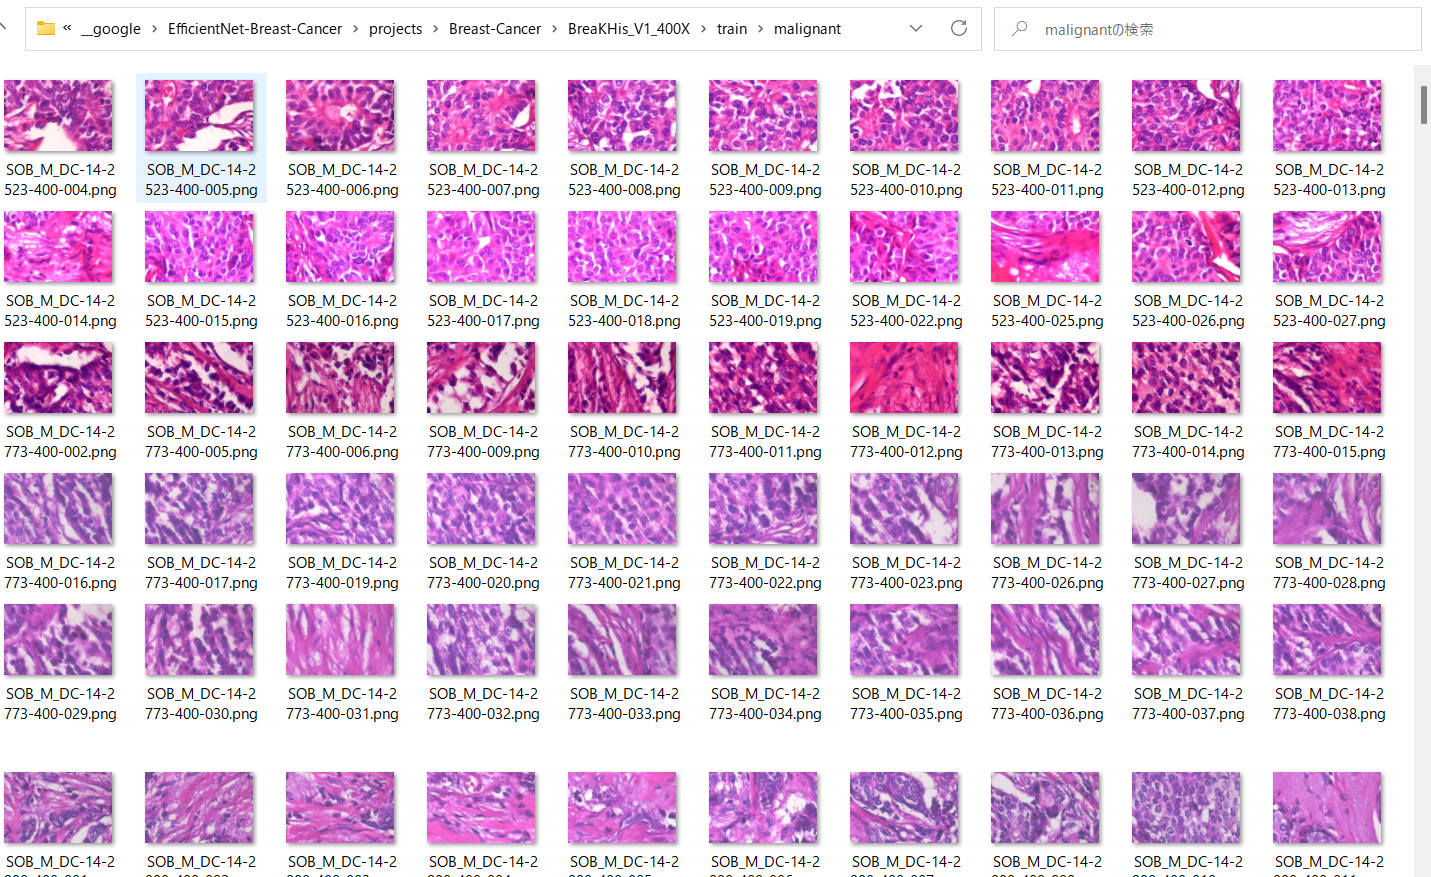 « __google > EfficientNet-Breast-Cancer > projects > Breast-Cancer > BreaKHis_V1_400X > train > malignant
malignantの検索
SOB_M_DC-14-2 SOB_M_DC-14-2 SOB_M_DC-14-2 SOB_M_DC-14-2 SOB_M_DC-14-2 SOB_M_DC-14-2 SOB_M_DC-14-2 SOB_M_DC-14-2 SOB_M_DC-14-2 SOB_M_DC-14-2
523-400-004.png 523-400-005.png 523-400-006.png 523-400-007.png 523-400-008.png 523-400-009.png 523-400-010.png 523-400-011.png 523-400-012.png 523-400-013.png
SOB_M_DC-14-2 SOB_M_DC-14-2 SOB_M_DC-14-2 SOB_M_DC-14-2 SOB_M_DC-14-2 SOB_M_DC-14-2 SOB_M_DC-14-2 SOB_M_DC-14-2 SOB_M_DC-14-2 SOB_M_DC-14-2
523-400-014.png 523-400-015.png 523-400-016.png 523-400-017.png 523-400-018.png 523-400-019.png 523-400-022.png 523-400-025.png 523-400-026.png 523-400-027.png
SOB_M_DC-14-2 SOB_M_DC-14-2 SOB_M_DC-14-2 SOB_M_DC-14-2 SOB_M_DC-14-2 SOB_M_DC-14-2 SOB_M_DC-14-2 SOB_M_DC-14-2 SOB_M_DC-14-2 SOB_M_DC-14-2
773-400-002.png 773-400-005.png 773-400-006.png 773-400-009.png 773-400-010.png 773-400-011.png 773-400-012.png 773-400-013.png 773-400-014.png 773-400-015.png
SOB_M_DC-14-2 SOB_M_DC-14-2 SOB_M_DC-14-2 SOB_M_DC-14-2 SOB_M_DC-14-2 SOB_M_DC-14-2 SOB_M_DC-14-2 SOB_M_DC-14-2 SOB_M_DC-14-2 SOB_M_DC-14-2
773-400-016.png 773-400-017.png 773-400-019.png 773-400-020.png 773-400-021.png 773-400-022.png 773-400-023.png 773-400-026.png 773-400-027.png 773-400-028.png
SOB_M_DC-14-2 SOB_M_DC-14-2 SOB_M_DC-14-2 SOB_M_DC-14-2 SOB_M_DC-14-2 SOB_M_DC-14-2 SOB_M_DC-14-2 SOB_M_DC-14-2 SOB_M_DC-14-2 SOB_M_DC-14-2
773-400-029.png 773-400-030.png 773-400-031.png 773-400-032.png 773-400-033.png 773-400-034.png 773-400-035.png 773-400-036.png 773-400-037.png 773-400-038.png
SOB_M_DC-14-2 SOB_M_DC-14-2 SOB_M_DC-14-2 SOB_M_DC-14-2 SOB_M_DC-14-2 SOB_M_DC-14-2 SOB_M_DC-14-2 SOB_M_DC-14-2 SOB_M_DC-14-2 SOB_M_DC-14-2